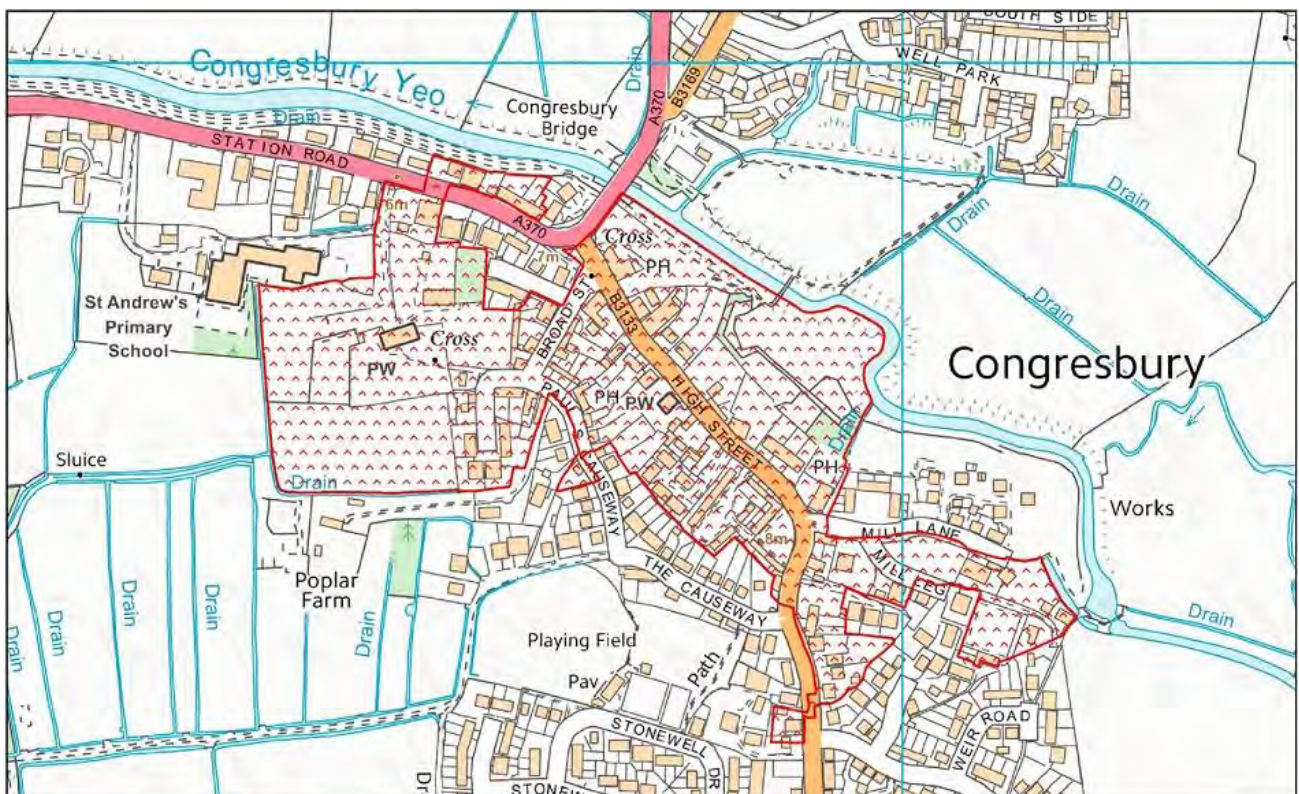 SOUTH SIDE
WELL PARK
Congresbury Yeo
Drain
A370
B3169
Congresbury
Bridge
Drain
STATION ROAD
6m
A370
7m
Cross
PH
Drain
Drain
Drain
St Andrew's
Primary
School
Cross
PW
BROAD ST
B3133
HIGH STREET
PAUL'S CAUSEWAY
PH
PW
Drain
PH
Congresbury
Sluice
Drain
Works
8m
MILL LANE
MILL LEG
Poplar
Farm
THE CAUSEWAY
Drain
Drain
Drain
Drain
Drain
Drain
Playing Field
Path
Pav
STONEWELL DR
WEIR ROAD